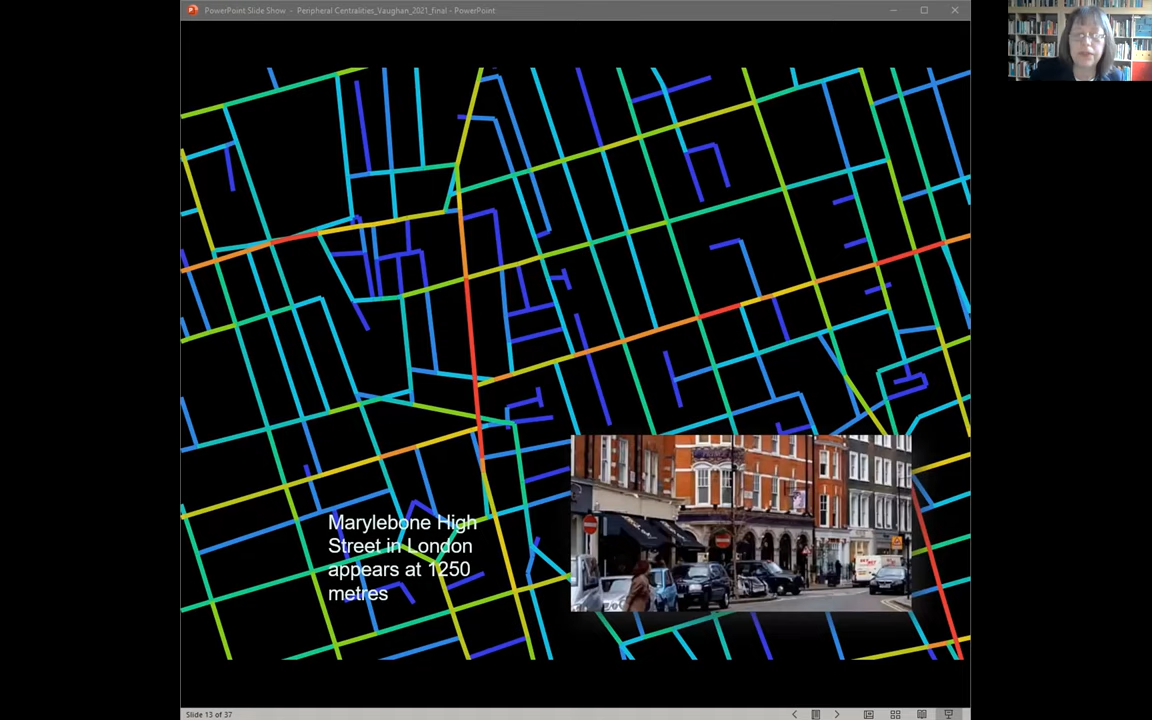 PowerPoint Slide Show - Peripheral Centralities_Vaughan_2021_final - PowerPoint
Marylebone High
Street in London
appears at 1250
metres
Slide 13 of 37